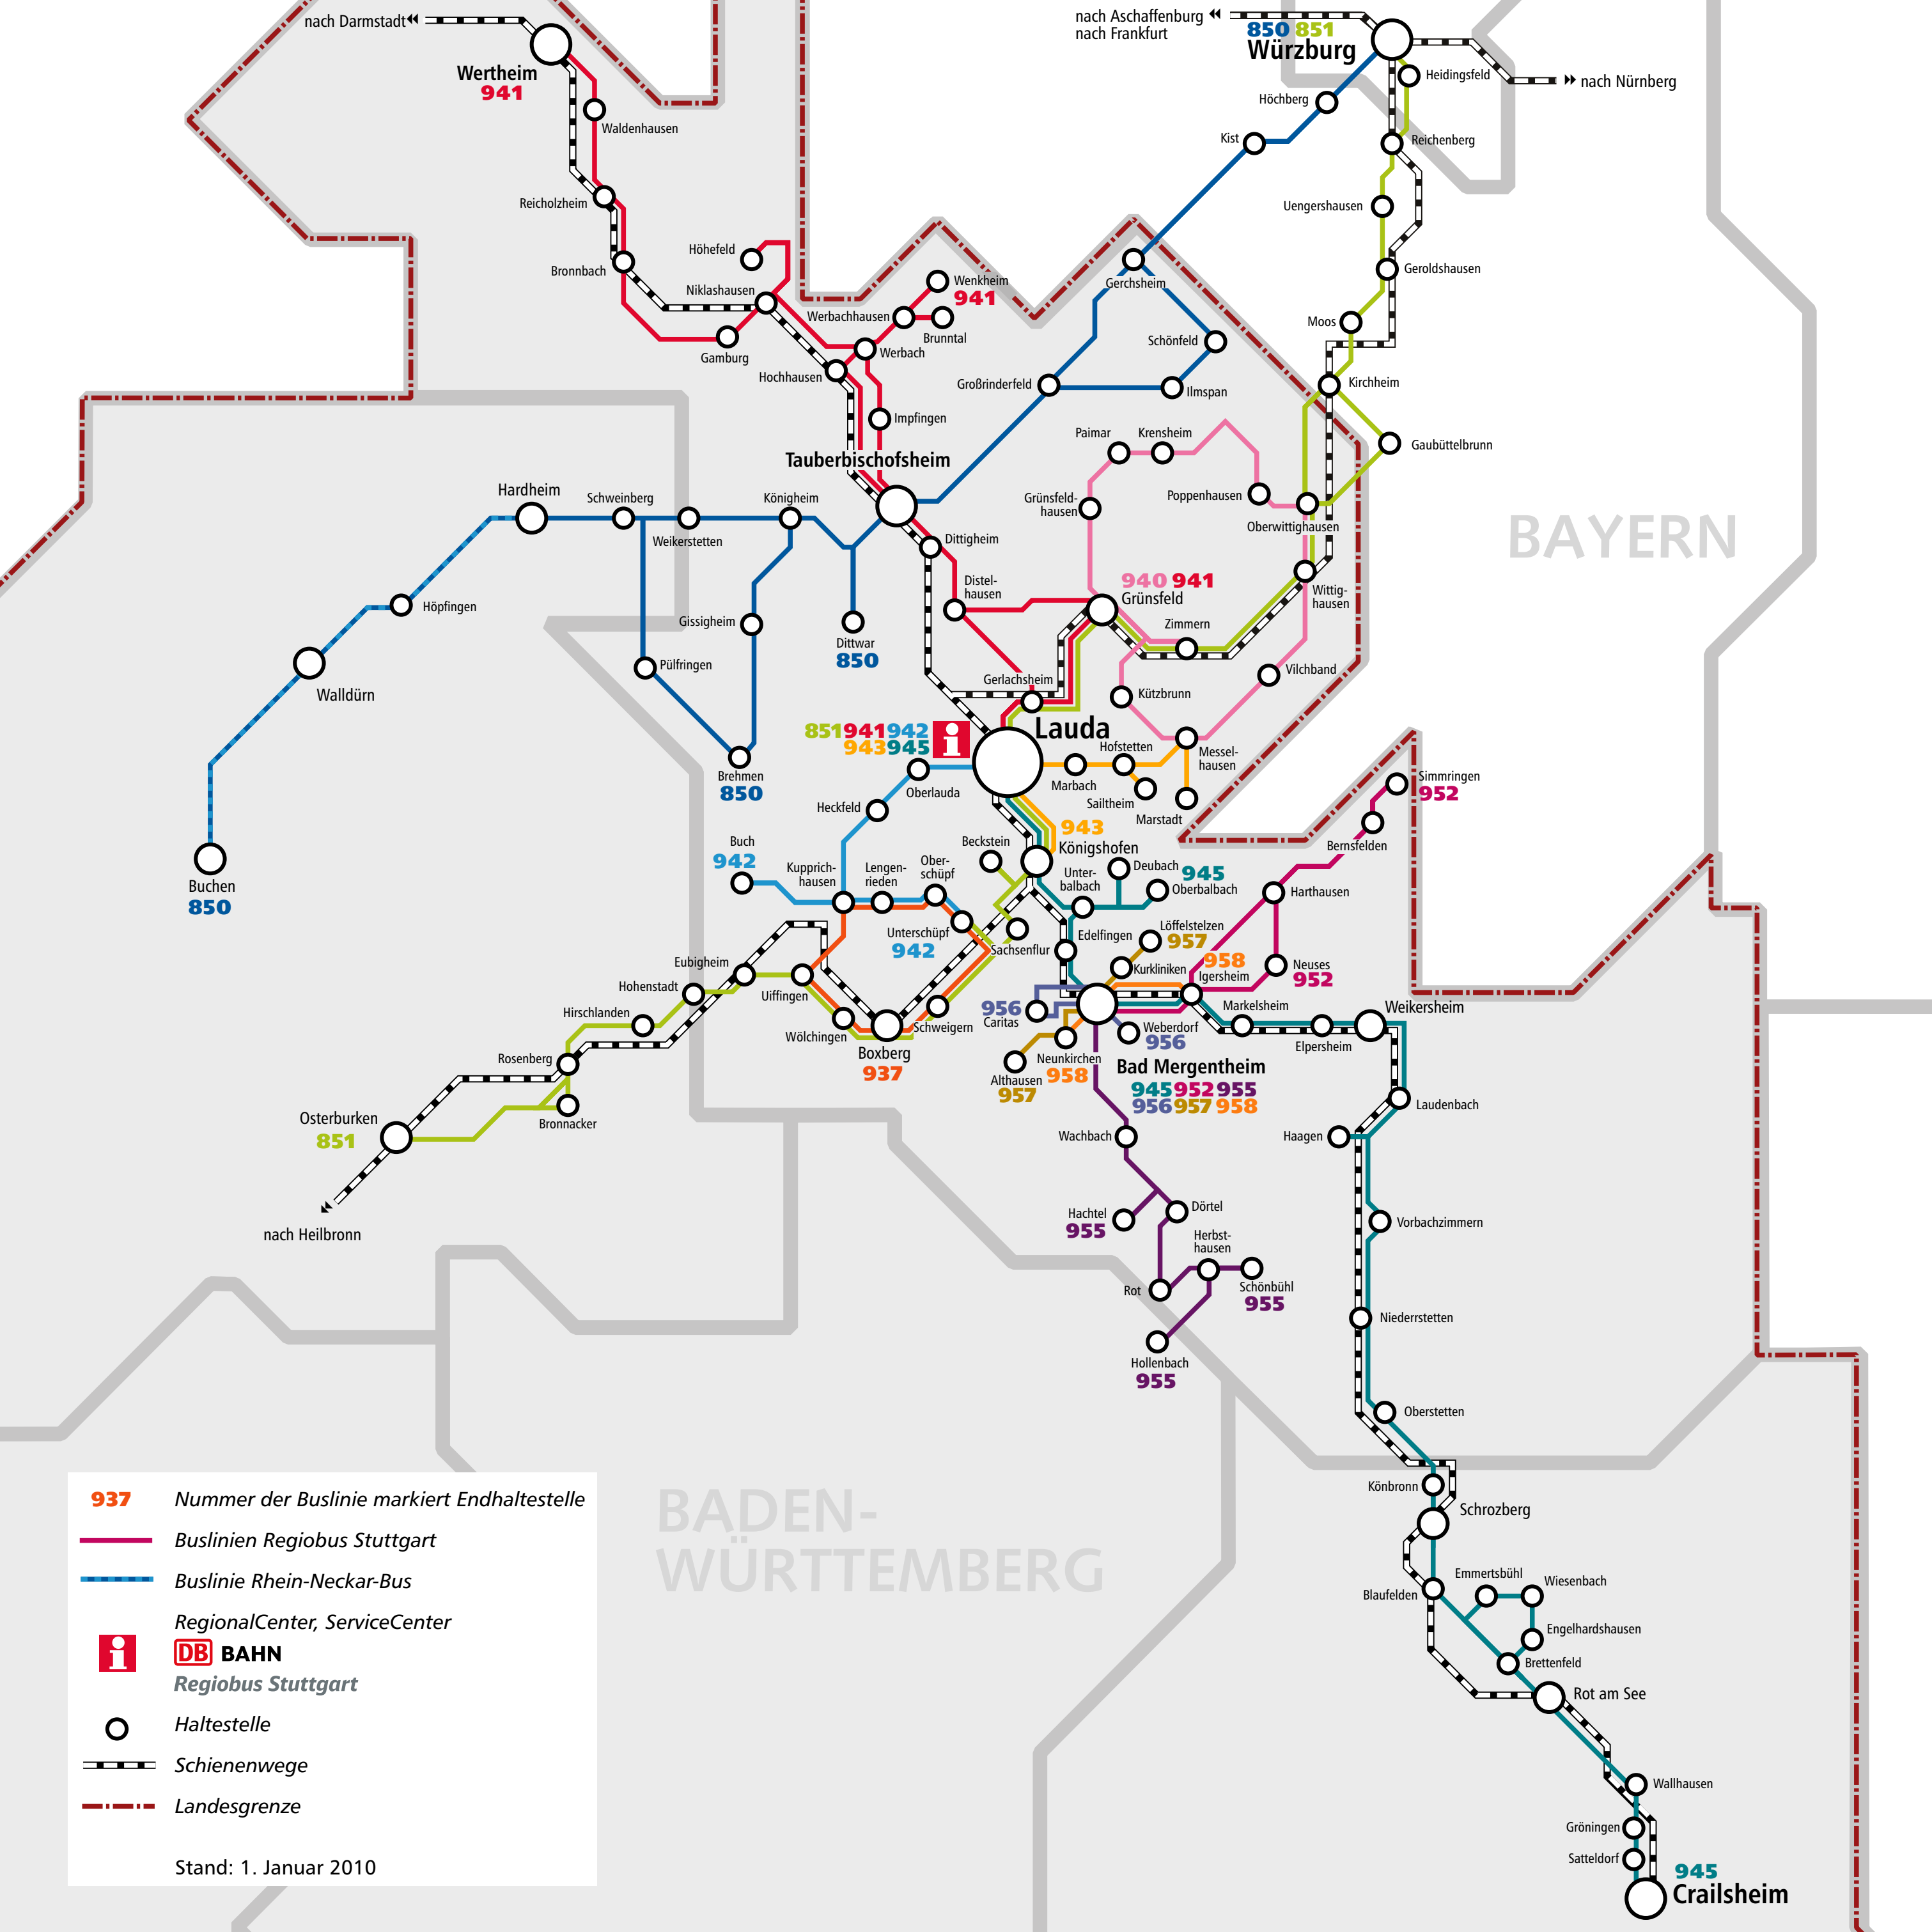 nach Darmstadt
nach Aschaffenburg
nach Frankfurt
850 851
Würzburg
Wertheim
941
Heidingsfeld
nach Nürnberg
Höchberg
Waldenhausen
Kist
Reichenberg
Reicholzheim
Uengershausen
Höhefeld
Bronnbach
Geroldshausen
Gerchsheim
Wenkheim
941
Niklashausen
Werbachhausen
Moos
Brunntal
Schönfeld
Gamburg
Werbach
Hochhausen
Großrinderfeld
Ilmspan
Kirchheim
Impfingen
Paimar
Krensheim
Gaubüttelbrunn
Tauberbischofsheim
Hardheim
Schweinberg
Königheim
Grünsfeld-
hausen
Poppenhausen
Oberwittighausen
BAYERN
Weikerstetten
Dittigheim
Distel-
hausen
940 941
Grünsfeld
Wittig-
hausen
Höpfingen
Gissigheim
Dittwar
850
Zimmern
Pülfringen
Vilchband
Gerlachsheim
Kützbrunn
Walldürn
Lauda
851 941 942
943 945
Hofstetten
Messel-
hausen
Brehmen
850
Oberlauda
Marbach
Sailtheim
Marstadt
Simmringen
952
Heckfeld
943
Königshofen
Bernsfelden
Buch
942
Beckstein
Kupprich-
hausen
Lengen-
rieden
Ober-
schüpf
Unter-
balbach
Deubach
945
Oberbalbach
Harthausen
Buchen
850
Unterschüpf
942
Sachsenflur
Edelfingen
Löffelstelzen
957
Eubigheim
Kurkliniken
958
Igersheim
Neuses
952
Hohenstadt
Uiffingen
Hirschlanden
956
Caritas
Markelsheim
Weikersheim
Wölchingen
Schweigern
Weberdorf
956
Elpersheim
Rosenberg
Boxberg
937
Neunkirchen
958
Althausen
957
Bad Mergentheim
945 952 955
956 957 958
Laudenbach
Osterburken
851
Bronnacker
Wachbach
Haagen
Hachtel
955
Dörtel
Vorbachzimmern
nach Heilbronn
Herbst-
hausen
Rot
Schönbühl
955
Niederrstetten
Hollenbach
955
Oberstetten
Könbronn
Schrozberg
BADEN-
WÜRTTEMBERG
Emmertsbühl
Wiesenbach
Blaufelden
Engelhardshausen
Brettenfeld
Rot am See
Wallhausen
Gröningen
Satteldorf
945
Crailsheim
937 Nummer der Buslinie markiert Endhaltestelle
Buslinien Regiobus Stuttgart
Buslinie Rhein-Neckar-Bus
RegionalCenter, ServiceCenter
i DB BAHN
Regiobus Stuttgart
Haltestelle
Schienenwege
Landesgrenze
Stand: 1. Januar 2010